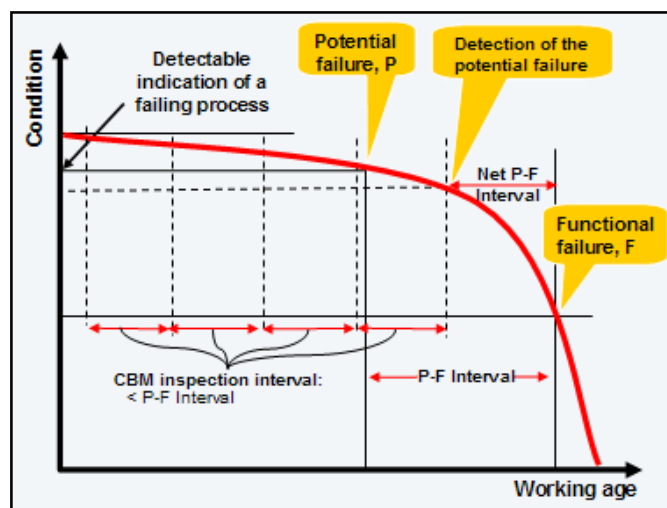 Condition
Detectable
indication of a
failing process
Potential
failure, P
Detection of the
potential failure
Net P-F
Interval
Functional
failure, F
CBM inspection interval:
< P-F Interval
P-F Interval
Working age